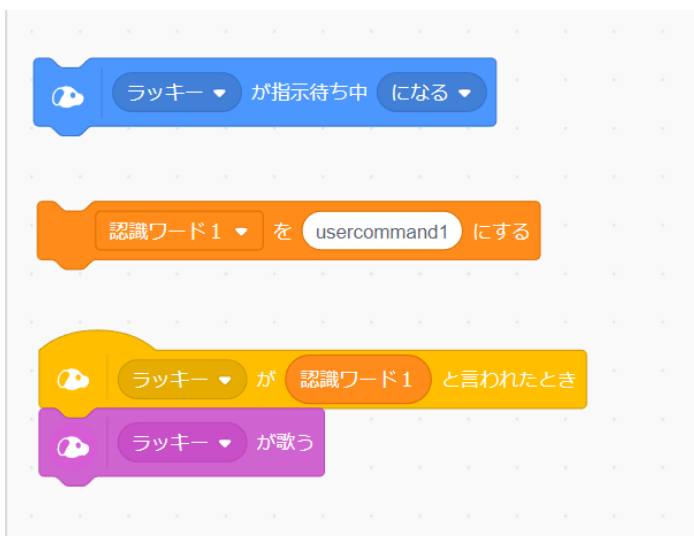 ラッキー が指示待ち中 になる
認識ワード１ を usercommand1 にする
ラッキー が 認識ワード１ と言われたとき
ラッキー が歌う